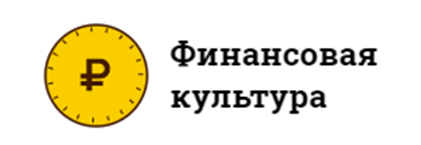 ₽
Финансовая
культура